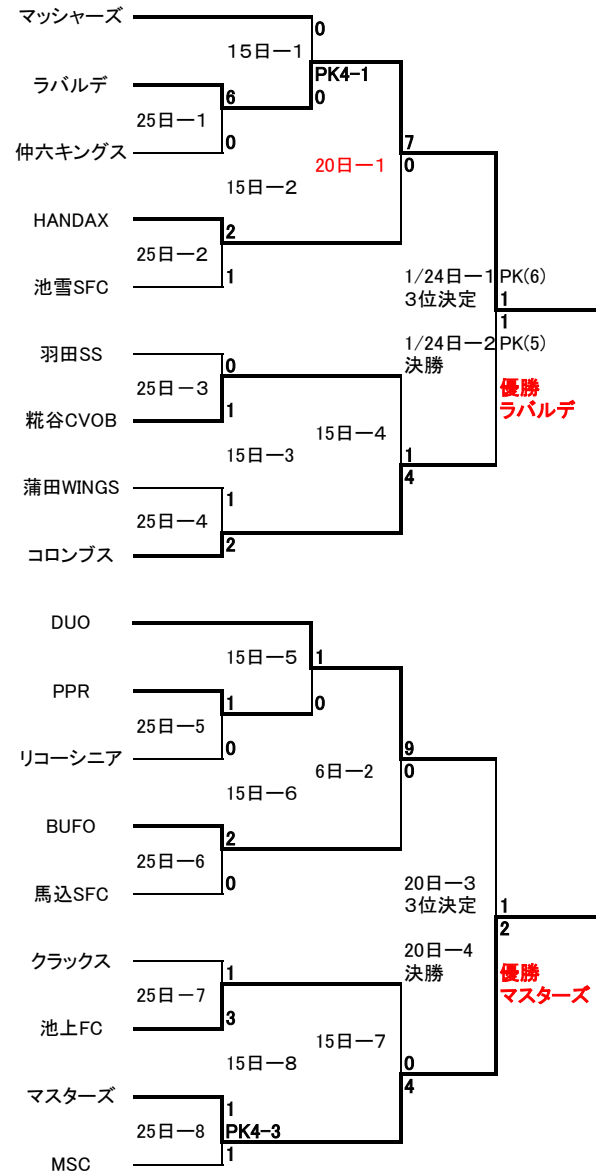 マッシャーズ
0
15日ー1
PK4-1
ラバルデ
6
0
25日ー1
0
7
仲六キングス
20日ー1
0
15日ー2
HANDAX
2
25日ー2
1
池雪SFC
1/24日ー1 PK(6)
3位決定
1
1
1/24日ー2 PK(5)
決勝
羽田SS
0
25日ー3
1
優勝
ラバルデ
糀谷CVOB
15日ー4
15日ー3
1
4
蒲田WINGS
1
25日ー4
2
コロンブス
DUO
15日ー5
1
PPR
1
0
25日ー5
0
9
リコーシニア
6日ー2
0
15日ー6
BUFO
2
25日ー6
0
馬込SFC
20日ー3
3位決定
1
2
20日ー4
決勝
クラックス
1
25日ー7
3
優勝
マスターズ
池上FC
15日ー7
15日ー8
0
4
マスターズ
1
25日ー8
PK4-3
1
MSC